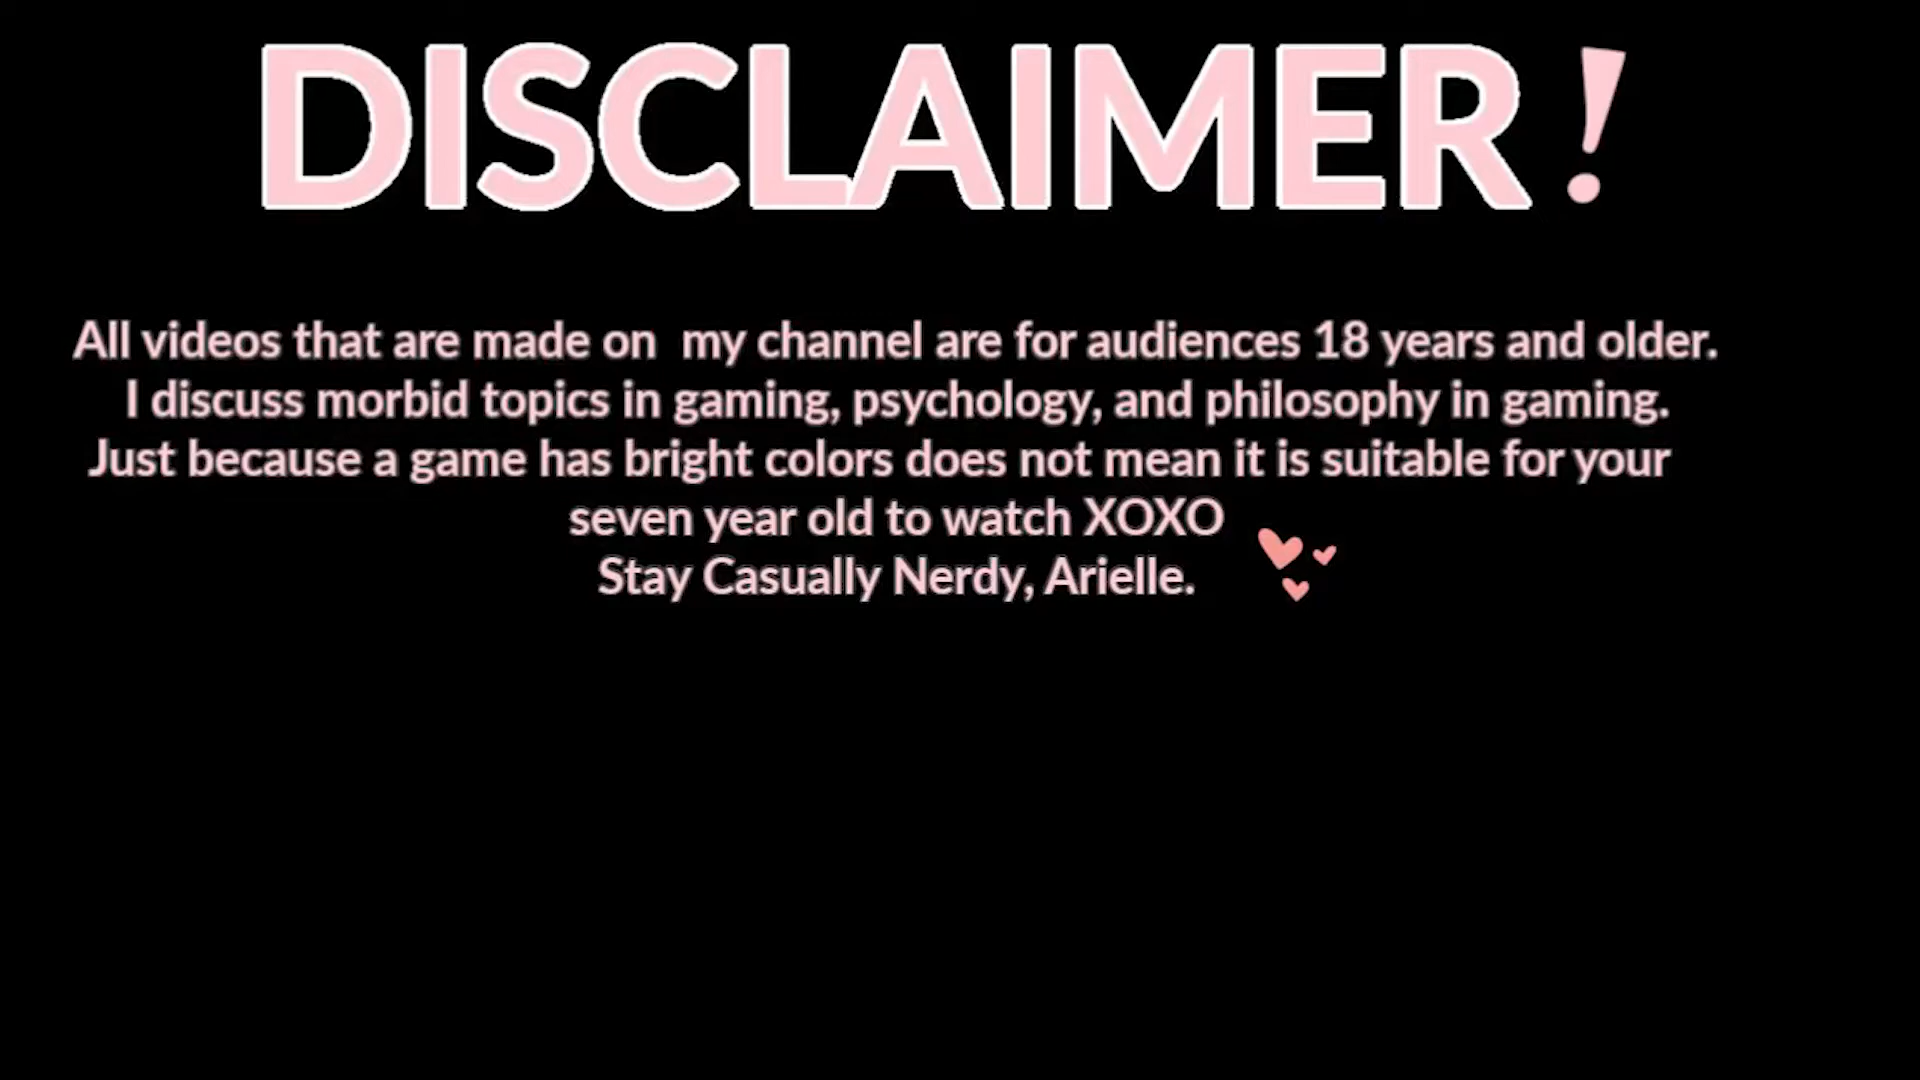 DISCLAIMER!
All videos that are made on my channel are for audiences 18 years and older.
I discuss morbid topics in gaming, psychology, and philosophy in gaming.
Just because a game has bright colors does not mean it is suitable for your
seven year old to watch XOXO
Stay Casually Nerdy, Arielle.